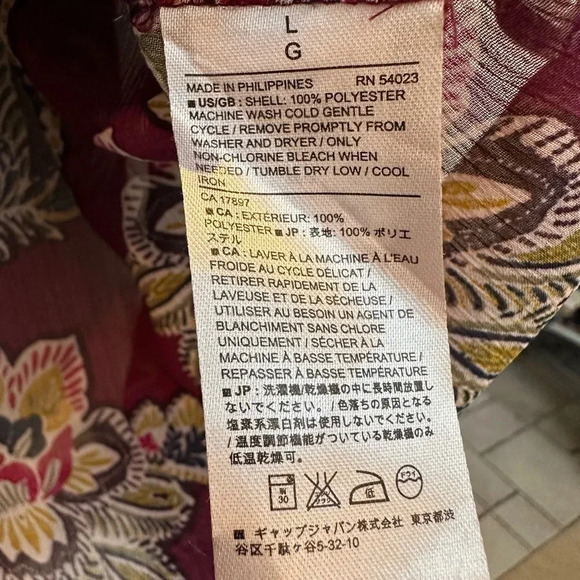 L
G
MADE IN PHILIPPINES RN 54023
■ US/GB : SHELL: 100% POLYESTER
MACHINE WASH COLD GENTLE
CYCLE / REMOVE PROMPTLY FROM
WASHER AND DRYER / ONLY
NON-CHLORINE BLEACH WHEN
NEEDED / TUMBLE DRY LOW / COOL
IRON
CA 17897
■ CA : EXTÉRIEUR: 100%
POLYESTER ■ JP : 表地: 100% ポリエ
ステル
■ CA : LAVER À LA MACHINE À L'EAU
FROIDE AU CYCLE DÉLICAT /
RETIRER RAPIDEMENT DE LA
LAVEUSE ET DE LA SÉCHEUSE /
UTILISER AU BESOIN UN AGENT DE
BLANCHIMENT SANS CHLORE
UNIQUEMENT / SÉCHER À LA
MACHINE À BASSE TEMPÉRATURE /
REPASSER À BASSE TEMPÉRATURE
■ JP : 洗濯機/乾燥機の中に長時間放置し
ないでください。/ 色落ちの原因となる
塩素系漂白剤は使用しないでください。
/ 温度調節機能がついている乾燥機のみ
低温乾燥可。
30 低
■ ギャップジャパン株式会社 東京都渋
谷区千駄ヶ谷5-32-10